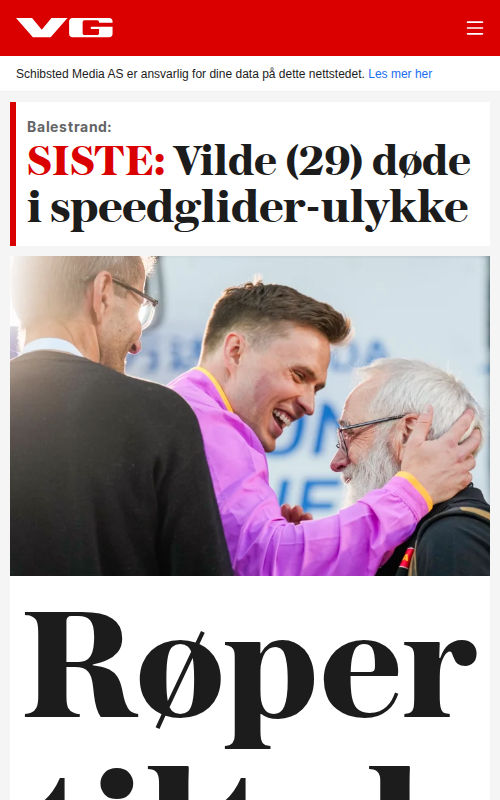 VG
Schibsted Media AS er ansvarlig for dine data på dette nettstedet. Les mer her
Balestrand:
SISTE: Vilde (29) døde
i speedglider-ulykke
Røper